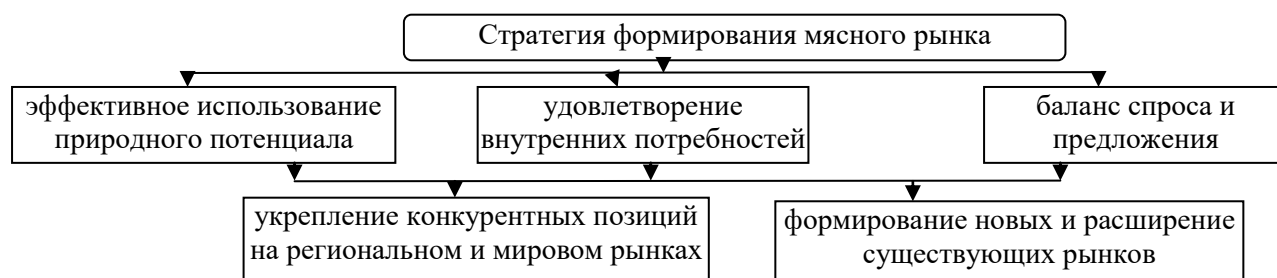 Стратегия формирования мясного рынка
эффективное использование
природного потенциала
удовлетворение
внутренних потребностей
баланс спроса и
предложения
укрепление конкурентных позиций
на региональном и мировом рынках
формирование новых и расширение
существующих рынков